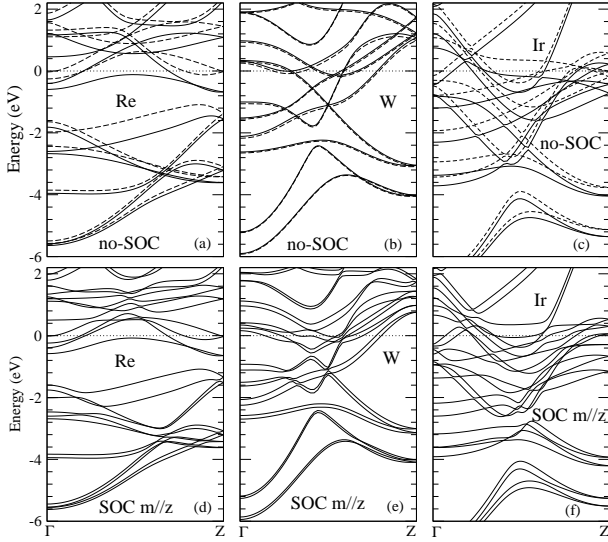 2
0
-2
-4
-6
Energy (eV)
Re
no-SOC
(a)
W
no-SOC
(b)
Ir
no-SOC
(c)
2
0
-2
-4
-6
Energy (eV)
Re
SOC m//z
(d)
W
SOC m//z
(e)
Ir
SOC m//z
(f)
Γ
Z
Γ
Z
Γ
Z